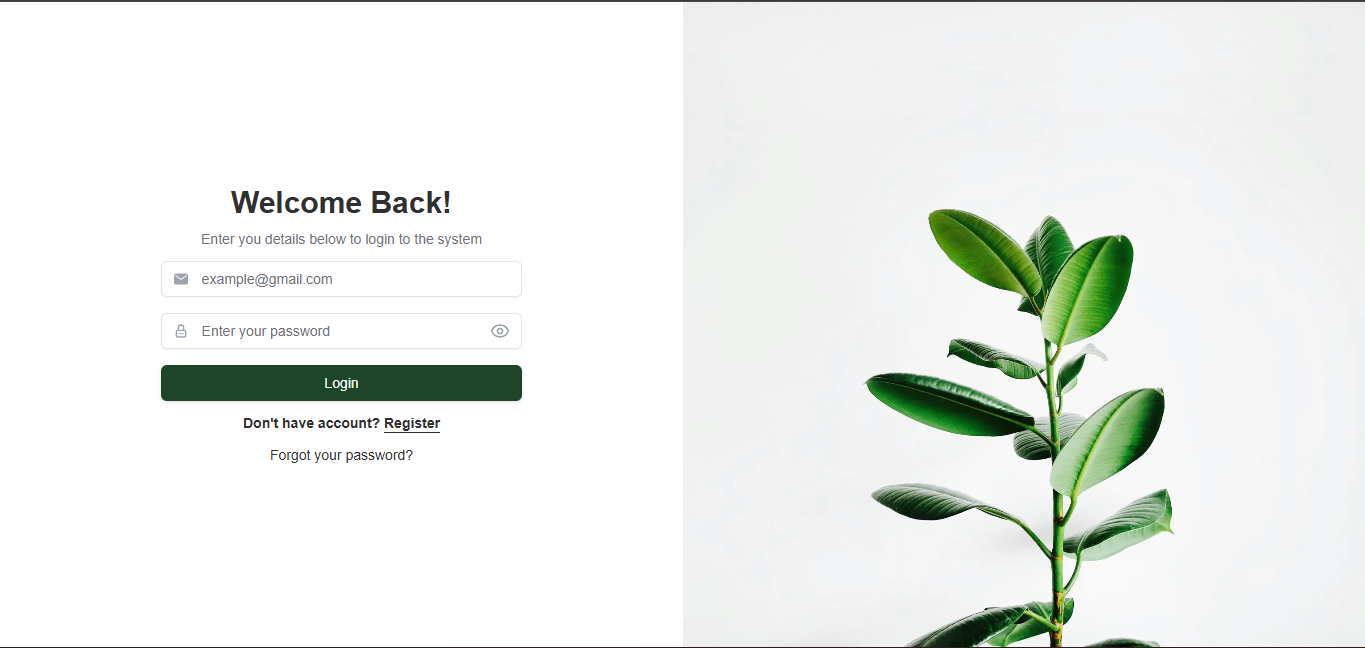 Welcome Back!
Enter you details below to login to the system
example@gmail.com
Enter your password
Login
Don't have account? Register
Forgot your password?